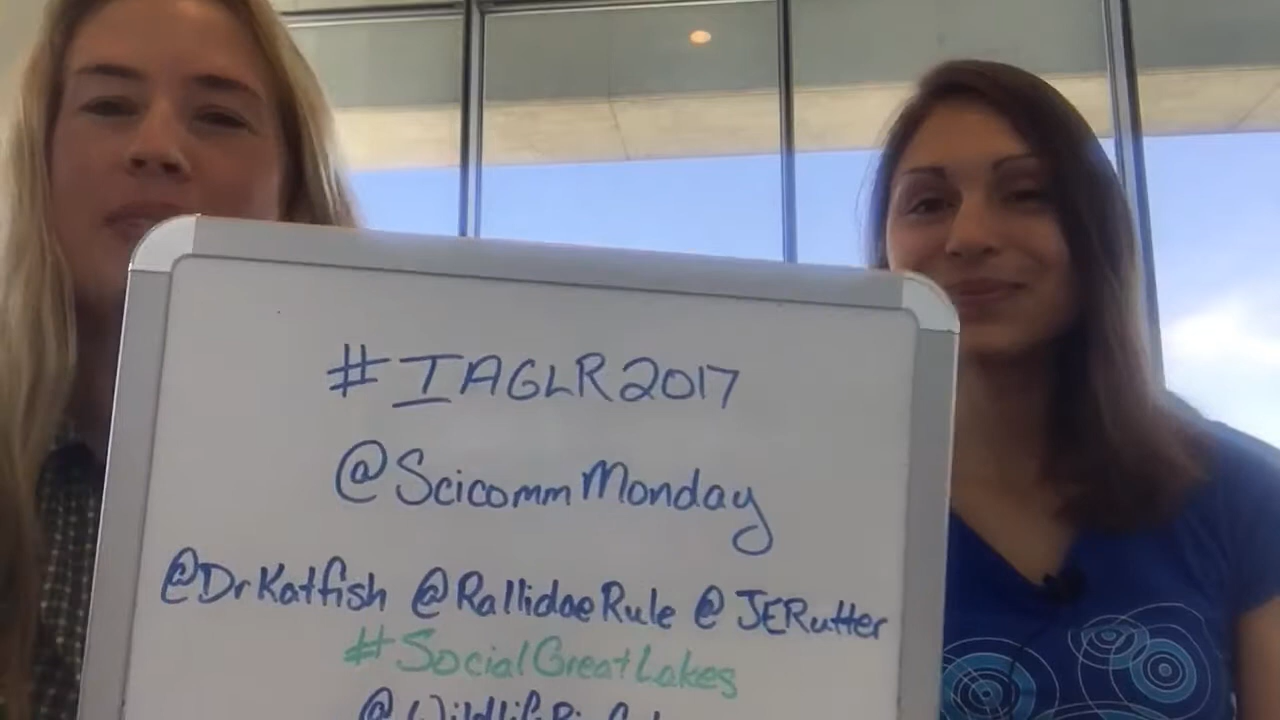 #IAGLR2017
@ScicommMonday
@DrKatfish @RallidaeRule @JERutter
#SocialGreatLakes